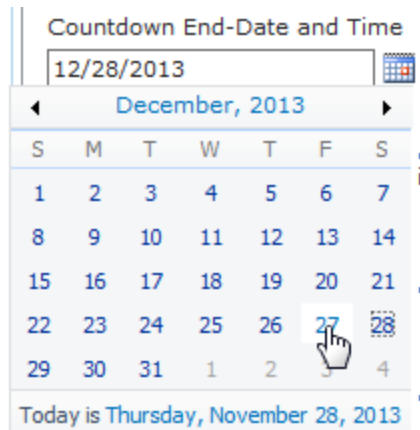 Countdown End-Date and Time
12/28/2013
December, 2013
S M T W T F S
1 2 3 4 5 6 7
8 9 10 11 12 13 14
15 16 17 18 19 20 21
22 23 24 25 26 27 28
29 30 31 1 2 3 4
Today is Thursday, November 28, 2013